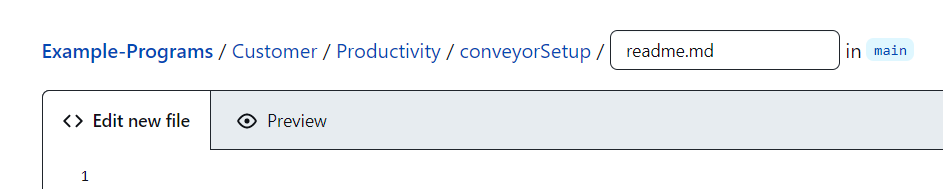 Example-Programs / Customer / Productivity / conveyorSetup / readme.md in main
<> Edit new file Preview
1